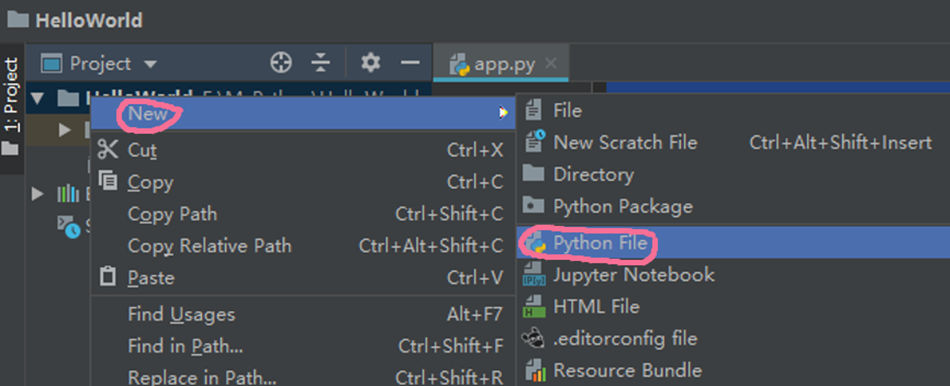 HelloWorld
1: Project
Project
app.py
New
Cut Ctrl+X
Copy Ctrl+C
Copy Path Ctrl+Shift+C
Copy Relative Path Ctrl+Alt+Shift+C
Paste Ctrl+V
Find Usages Alt+F7
Find in Path... Ctrl+Shift+F
Replace in Path... Ctrl+Shift+R
File
New Scratch File Ctrl+Alt+Shift+Insert
Directory
Python Package
Python File
Jupyter Notebook
HTML File
.editorconfig file
Resource Bundle